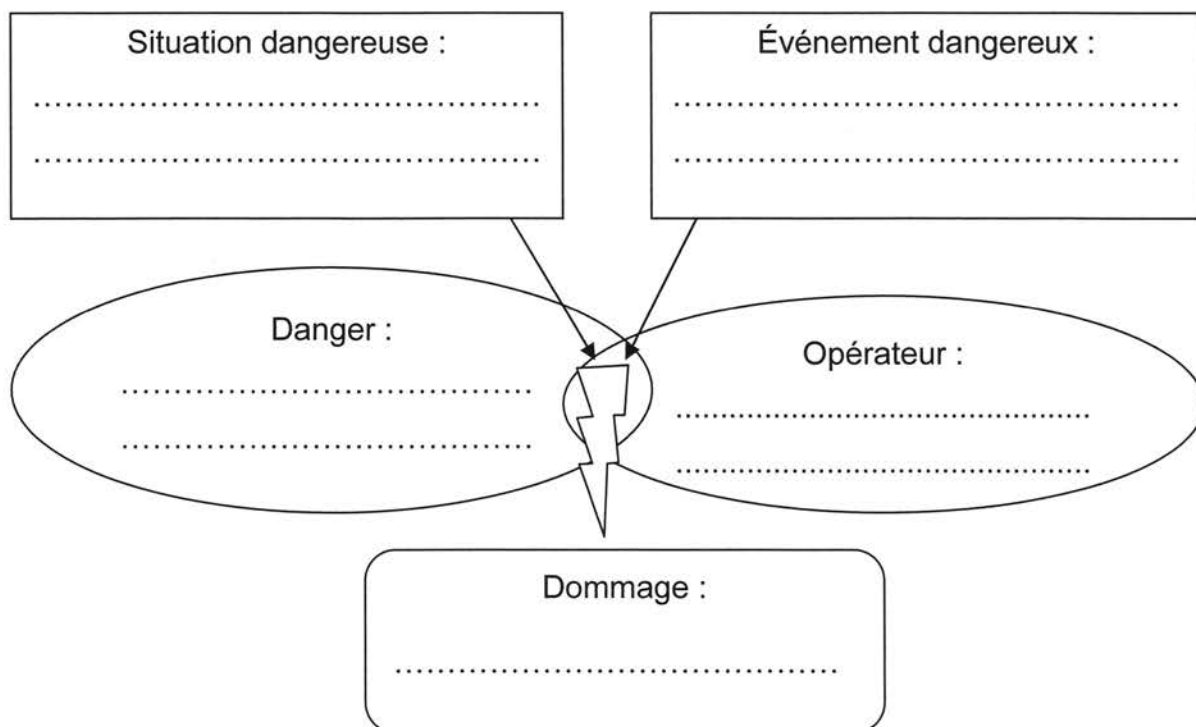 Situation dangereuse :
................................................
................................................
Événement dangereux :
................................................
................................................
Danger :
.......................................
.......................................
Opérateur :
.......................................
.......................................
Dommage :
..........................................